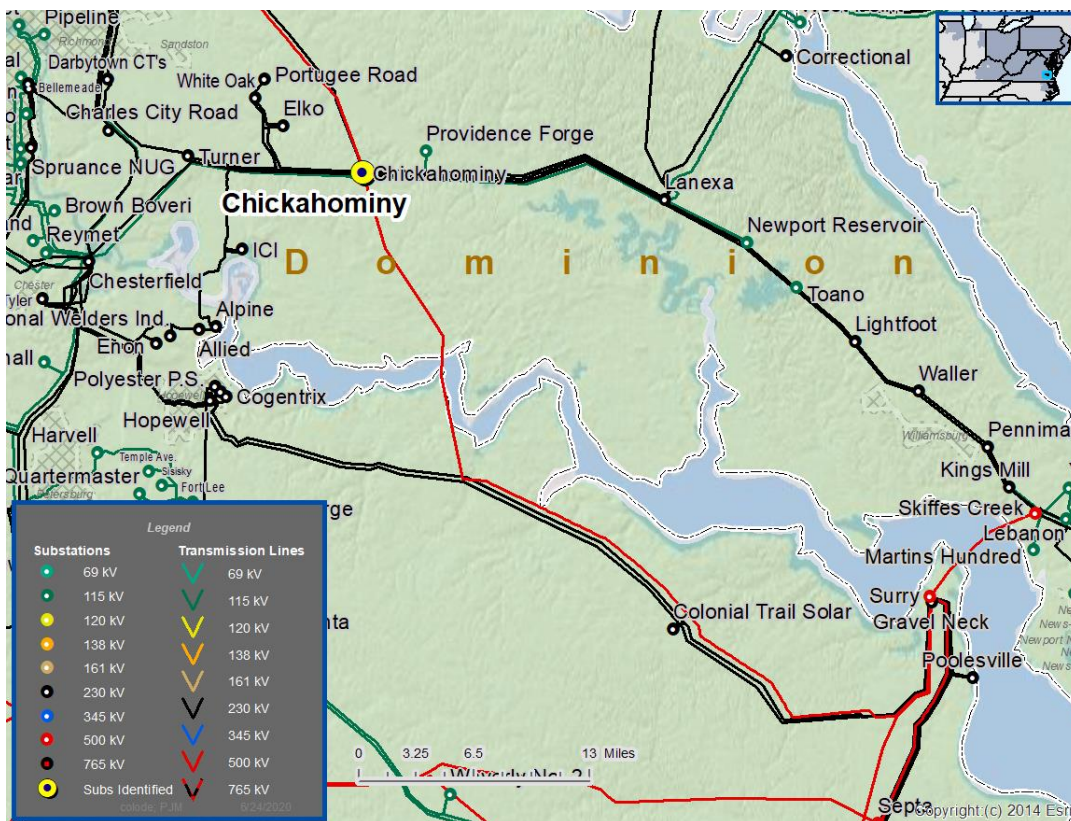 Pipeline
Richmond
Sandston
Darbytown CT's
Bellemeade
White Oak
Portugee Road
Correctional
Charles City Road
Elko
Providence Forge
Turner
Spruance NUG
Chickahominy
Chickahominy
Lanexa
Brown Boveri
Reymet
ICI
Dominion
Newport Reservoir
Chester
Chesterfield
Tyler
Toano
onal Welders Ind.
Alpine
Enon
Allied
Lightfoot
Polyester P.S.
Hopewell
Cogentrix
Waller
Hopewell
Harvell
Williamsburg
Pennima
Temple Ave.
Sisisky
Quartermaster
Fort Lee
Petersburg
Kings Mill
Skiffes Creek
Lebanon
Martins Hundred
Surry
Gravel Neck
Colonial Trail Solar
Poolesville
Legend
Substations
69 kV
115 kV
120 kV
138 kV
161 kV
230 kV
345 kV
500 kV
765 kV
Subs Identified
Transmission Lines
69 kV
115 kV
120 kV
138 kV
161 kV
230 kV
345 kV
500 kV
765 kV
colode, PJM 6/24/2020
0 3.25 6.5 13 Miles
Septa
Copyright:(c) 2014 Esri